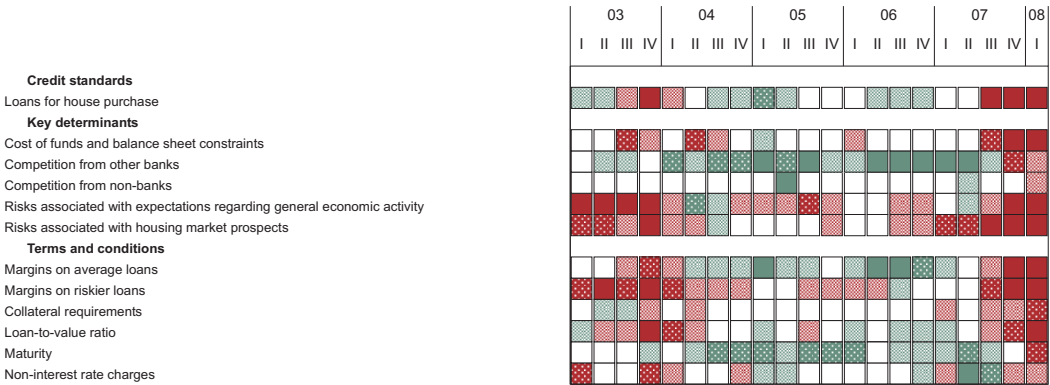 03 04 05 06 07 08
I II III IV I II III IV I II III IV I II III IV I II III IV I
Credit standards
Loans for house purchase
Key determinants
Cost of funds and balance sheet constraints
Competition from other banks
Competition from non-banks
Risks associated with expectations regarding general economic activity
Risks associated with housing market prospects
Terms and conditions
Margins on average loans
Margins on riskier loans
Collateral requirements
Loan-to-value ratio
Maturity
Non-interest rate charges